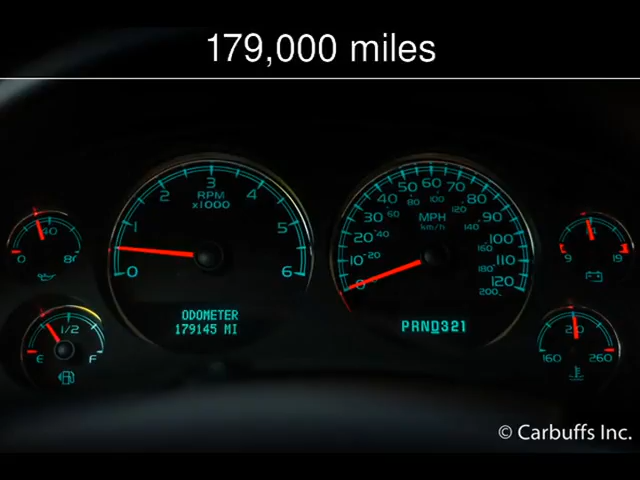 179,000 miles
RPM
x1000
0 1 2 3 4 5 6
MPH
km/h
0 10 20 30 40 50 60 70 80 90 100 110 120
20 40 60 80 100 120 140 160 180 200
0 40 80
9 14 19
E 1/2 F
160 210 260
ODOMETER
179145 MI
PRND321
© Carbuffs Inc.